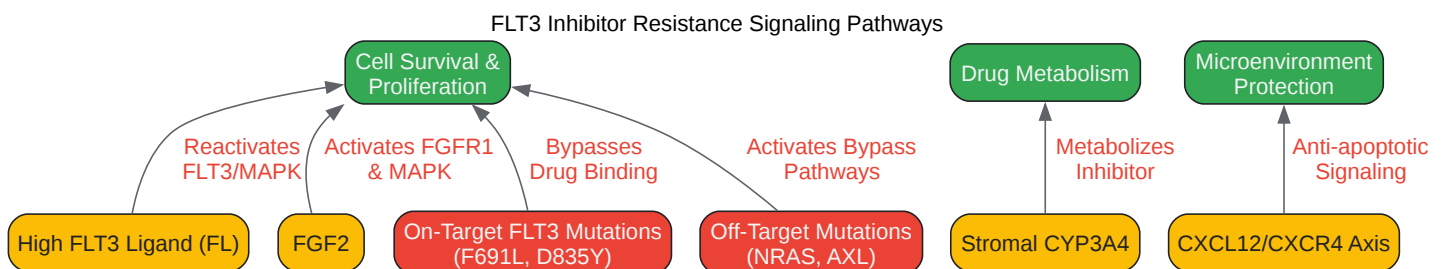 FLT3 Inhibitor Resistance Signaling Pathways
Cell Survival &
Proliferation
Drug Metabolism
Microenvironment
Protection
Reactivates
FLT3/MAPK
Activates FGFR1
& MAPK
Bypasses
Drug Binding
Activates Bypass
Pathways
Metabolizes
Inhibitor
Anti-apoptotic
Signaling
High FLT3 Ligand (FL)
FGF2
On-Target FLT3 Mutations
(F691L, D835Y)
Off-Target Mutations
(NRAS, AXL)
Stromal CYP3A4
CXCL12/CXCR4 Axis